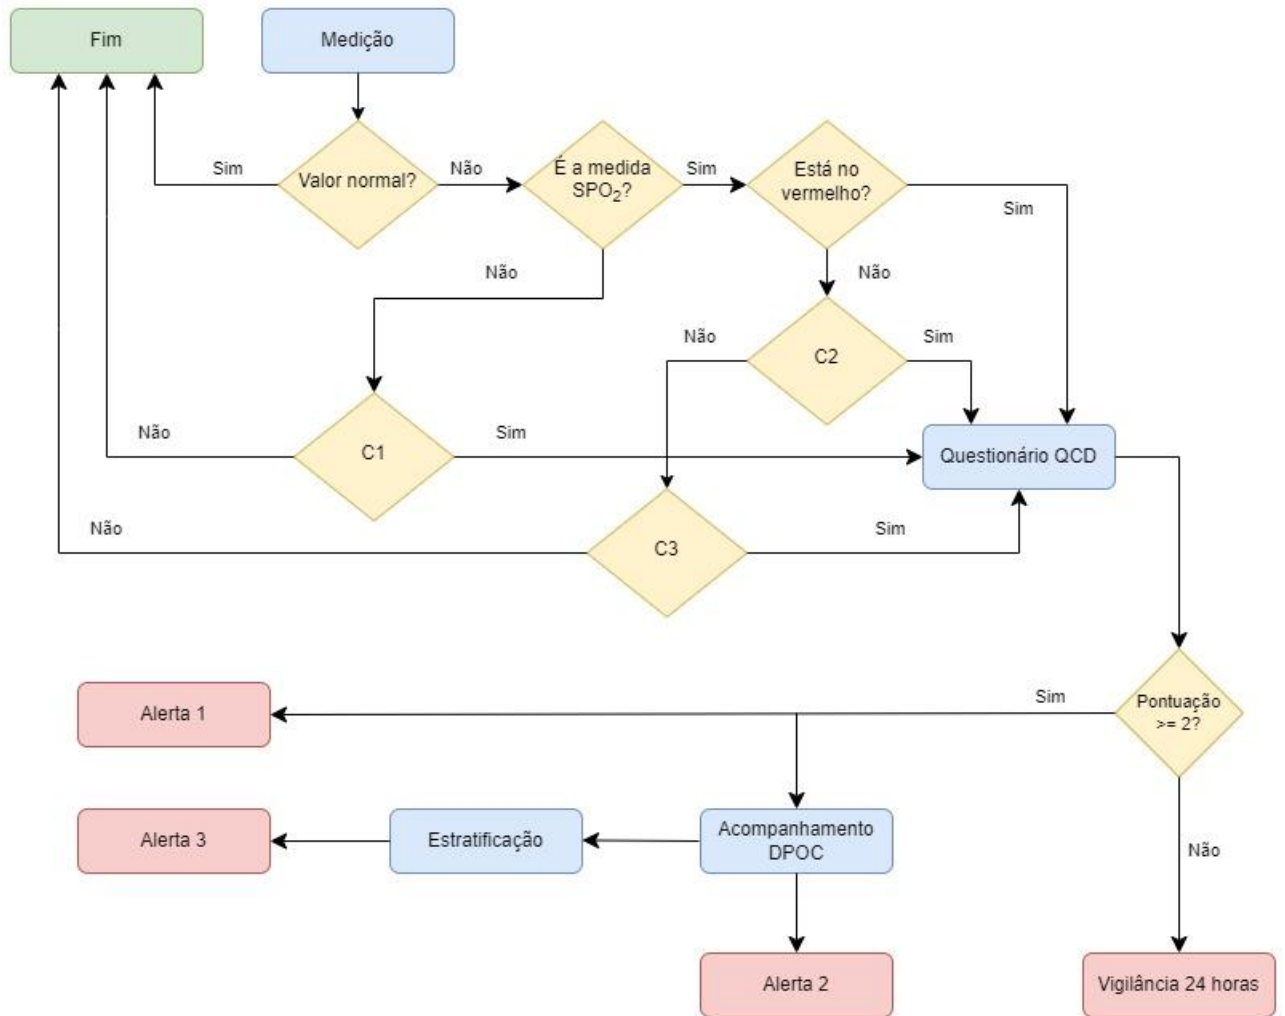 Fim
Medição
Sim
Valor normal?
Não
É a medida
SPO₂?
Sim
Está no
vermelho?
Sim
Não
Não
Não
C2
Sim
Não
C1
Sim
Questionário QCD
Não
C3
Sim
Alerta 1
Sim
Pontuação
>= 2?
Alerta 3
Estratificação
Acompanhamento
DPOC
Não
Alerta 2
Vigilância 24 horas